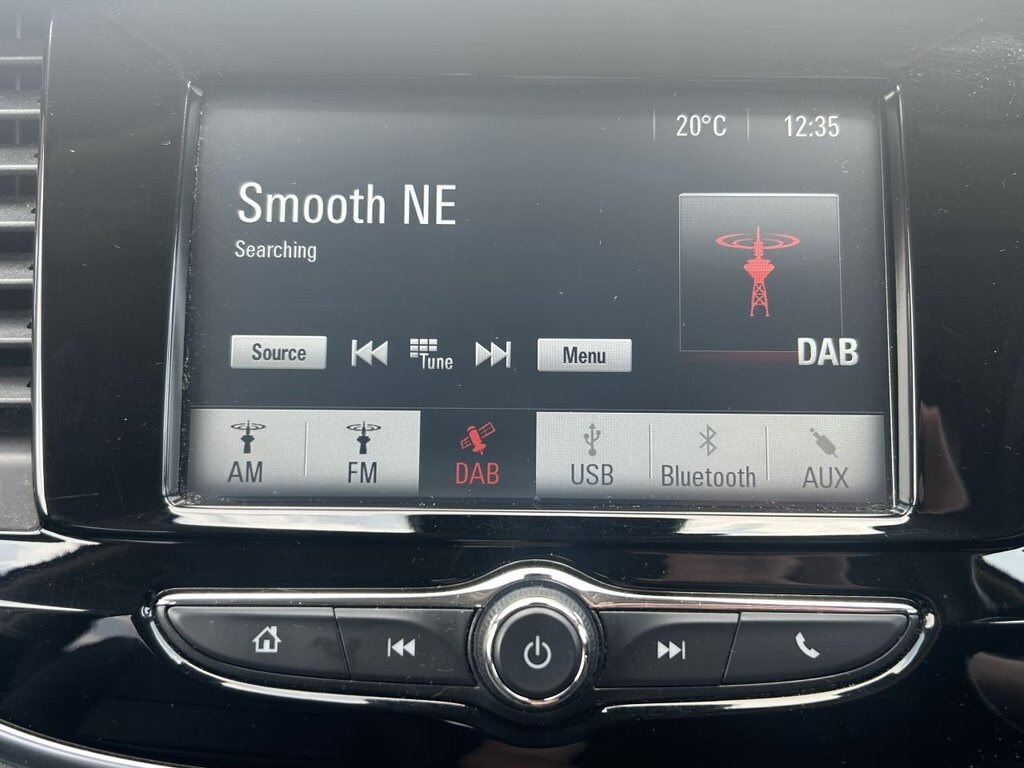 20°C 12:35
Smooth NE
Searching
Source Tune Menu
DAB
AM FM DAB USB Bluetooth AUX